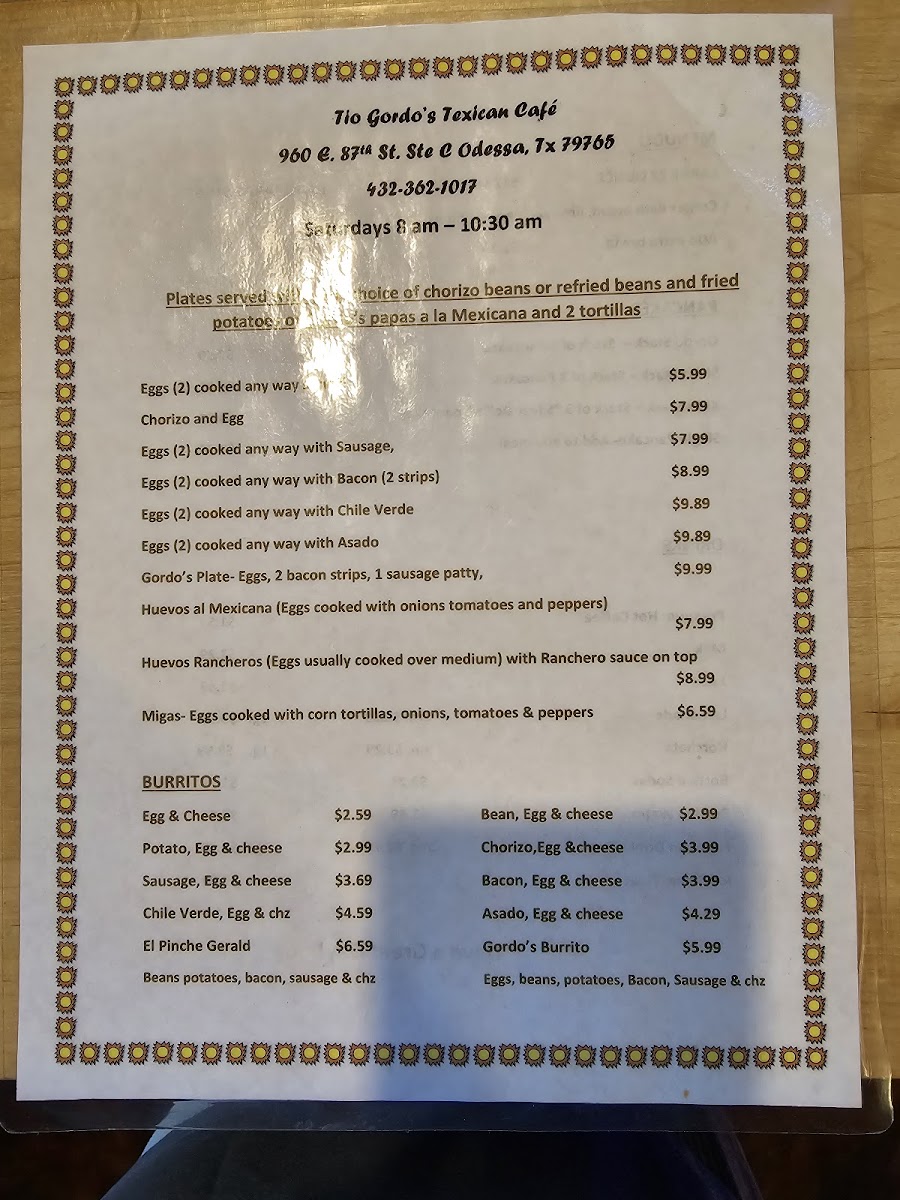 Tio Gordo's Texican Café
960 E. 87th St. Ste C Odessa, Tx 79765
432-362-1017
Saturdays 8 am – 10:30 am
Plates served choice of chorizo beans or refried beans and fried
papas a la Mexicana and 2 tortillas
Eggs (2) cooked any way $5.99
Chorizo and Egg $7.99
Eggs (2) cooked any way with Sausage, $7.99
Eggs (2) cooked any way with Bacon (2 strips) $8.99
Eggs (2) cooked any way with Chile Verde $9.89
Eggs (2) cooked any way with Asado $9.89
Gordo's Plate- Eggs, 2 bacon strips, 1 sausage patty, $9.99
Huevos al Mexicana (Eggs cooked with onions tomatoes and peppers)
$7.99
Huevos Rancheros (Eggs usually cooked over medium) with Ranchero sauce on top
$8.99
Migas- Eggs cooked with corn tortillas, onions, tomatoes & peppers $6.59
BURRITOS
Egg & Cheese $2.59 Bean, Egg & cheese $2.99
Potato, Egg & cheese $2.99 Chorizo,Egg &cheese $3.99
Sausage, Egg & cheese $3.69 Bacon, Egg & cheese $3.99
Chile Verde, Egg & chz $4.59 Asado, Egg & cheese $4.29
El Pinche Gerald $6.59 Gordo's Burrito $5.99
Beans potatoes, bacon, sausage & chz Eggs, beans, potatoes, Bacon, Sausage & chz